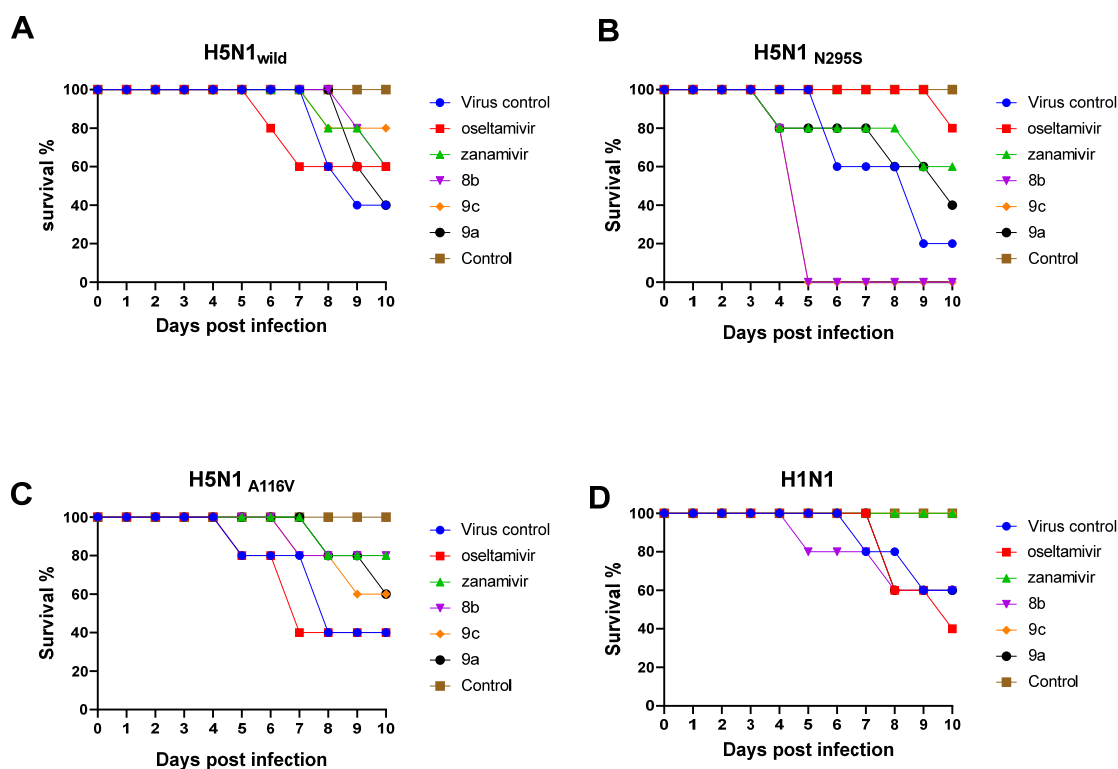 A
H5N1wild
survival %
100
80
60
40
20
0
0 1 2 3 4 5 6 7 8 9 10
Days post infection
Virus control
oseltamivir
zanamivir
8b
9c
9a
Control
B
H5N1 N295S
Survival %
100
80
60
40
20
0
0 1 2 3 4 5 6 7 8 9 10
Days post infection
Virus control
oseltamivir
zanamivir
8b
9c
9a
Control
C
H5N1 A116V
Survival %
100
80
60
40
20
0
0 1 2 3 4 5 6 7 8 9 10
Days post infection
Virus control
oseltamivir
zanamivir
8b
9c
9a
Control
D
H1N1
Survival %
100
80
60
40
20
0
0 1 2 3 4 5 6 7 8 9 10
Days post infection
Virus control
oseltamivir
zanamivir
8b
9c
9a
Control